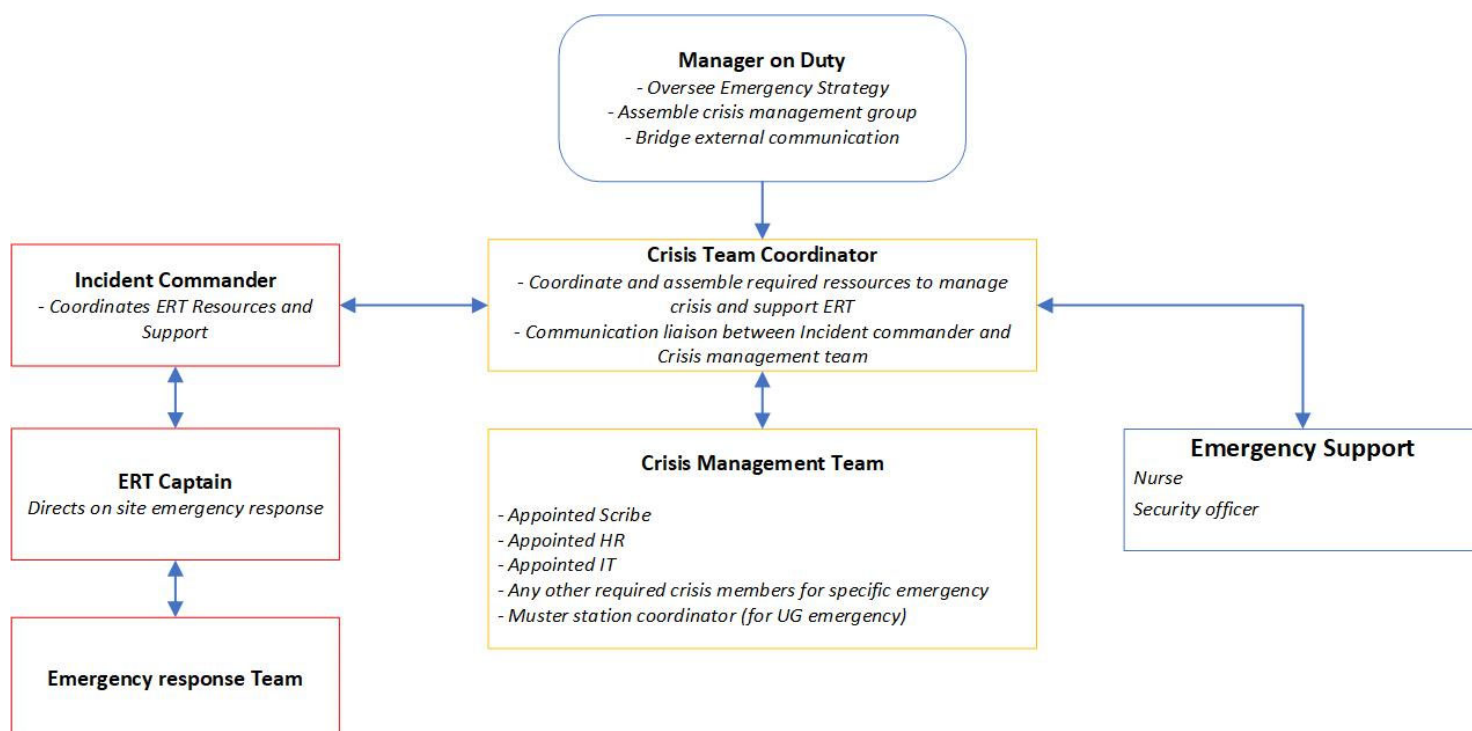 Manager on Duty
- Oversee Emergency Strategy
- Assemble crisis management group
- Bridge external communication
Incident Commander
- Coordinates ERT Resources and
Support
Crisis Team Coordinator
- Coordinate and assemble required ressources to manage
crisis and support ERT
- Communication liaison between Incident commander and
Crisis management team
ERT Captain
Directs on site emergency response
Crisis Management Team
- Appointed Scribe
- Appointed HR
- Appointed IT
- Any other required crisis members for specific emergency
- Muster station coordinator (for UG emergency)
Emergency Support
Nurse
Security officer
Emergency response Team